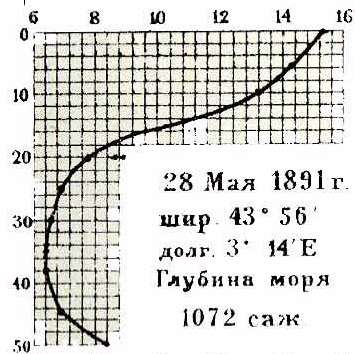 6 8 10 12 14 16
0
10
20
30
40
50
28 Мая 1891 г.
шир. 43° 56′
долг. 3° 14′ E
Глубина моря
1072 саж